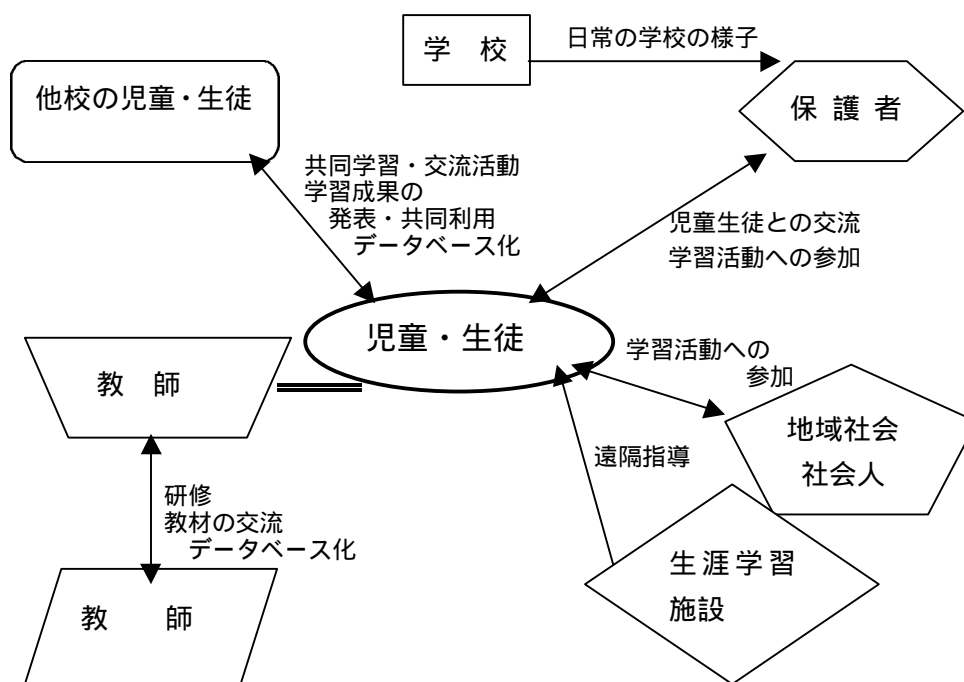 学 校
日常の学校の様子
他校の児童・生徒
保 護 者
共同学習・交流活動
学習成果の
発表・共同利用
データベース化
児童生徒との交流
学習活動への参加
児童・生徒
学習活動への
参加
教 師
地域社会
社会人
遠隔指導
研修
教材の交流
データベース化
生涯学習
施設
教 師